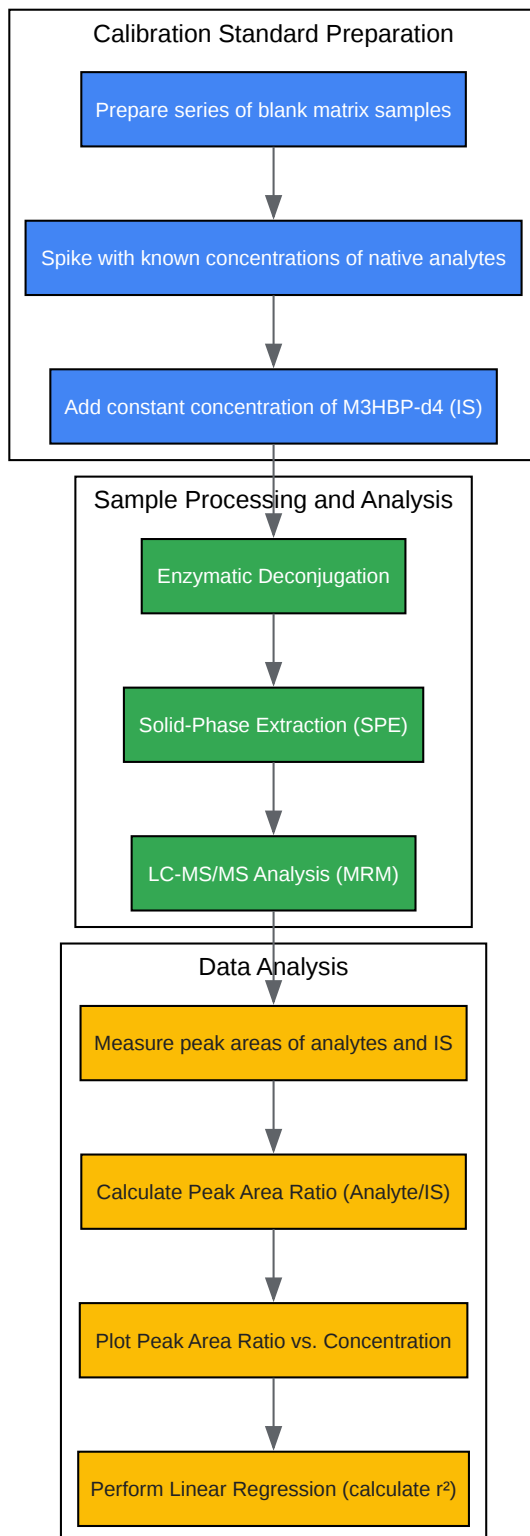 Calibration Standard Preparation
Prepare series of blank matrix samples
Spike with known concentrations of native analytes
Add constant concentration of M3HBP-d4 (IS)
Sample Processing and Analysis
Enzymatic Deconjugation
Solid-Phase Extraction (SPE)
LC-MS/MS Analysis (MRM)
Data Analysis
Measure peak areas of analytes and IS
Calculate Peak Area Ratio (Analyte/IS)
Plot Peak Area Ratio vs. Concentration
Perform Linear Regression (calculate r²)